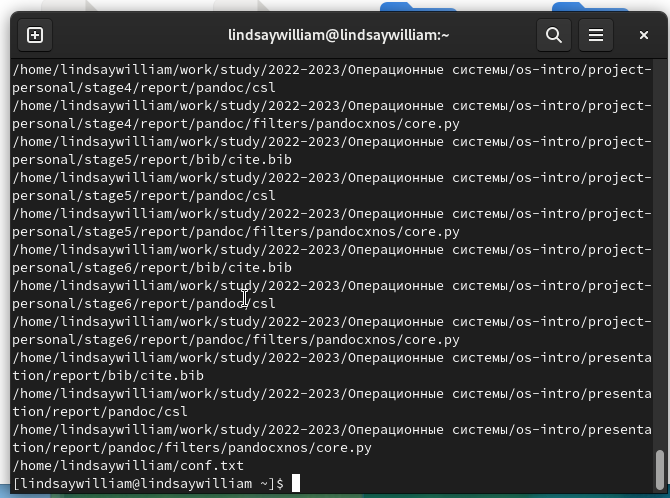 lindsaywilliam@lindsaywilliam:~
/home/lindsaywilliam/work/study/2022-2023/Операционные системы/os-intro/project-
personal/stage4/report/pandoc/csl
/home/lindsaywilliam/work/study/2022-2023/Операционные системы/os-intro/project-
personal/stage4/report/pandoc/filters/pandocxnos/core.py
/home/lindsaywilliam/work/study/2022-2023/Операционные системы/os-intro/project-
personal/stage5/report/bib/cite.bib
/home/lindsaywilliam/work/study/2022-2023/Операционные системы/os-intro/project-
personal/stage5/report/pandoc/csl
/home/lindsaywilliam/work/study/2022-2023/Операционные системы/os-intro/project-
personal/stage5/report/pandoc/filters/pandocxnos/core.py
/home/lindsaywilliam/work/study/2022-2023/Операционные системы/os-intro/project-
personal/stage6/report/bib/cite.bib
/home/lindsaywilliam/work/study/2022-2023/Операционные системы/os-intro/project-
personal/stage6/report/pandoc/csl
/home/lindsaywilliam/work/study/2022-2023/Операционные системы/os-intro/project-
personal/stage6/report/pandoc/filters/pandocxnos/core.py
/home/lindsaywilliam/work/study/2022-2023/Операционные системы/os-intro/presenta
tion/report/bib/cite.bib
/home/lindsaywilliam/work/study/2022-2023/Операционные системы/os-intro/presenta
tion/report/pandoc/csl
/home/lindsaywilliam/work/study/2022-2023/Операционные системы/os-intro/presenta
tion/report/pandoc/filters/pandocxnos/core.py
/home/lindsaywilliam/conf.txt
[lindsaywilliam@lindsaywilliam ~]$